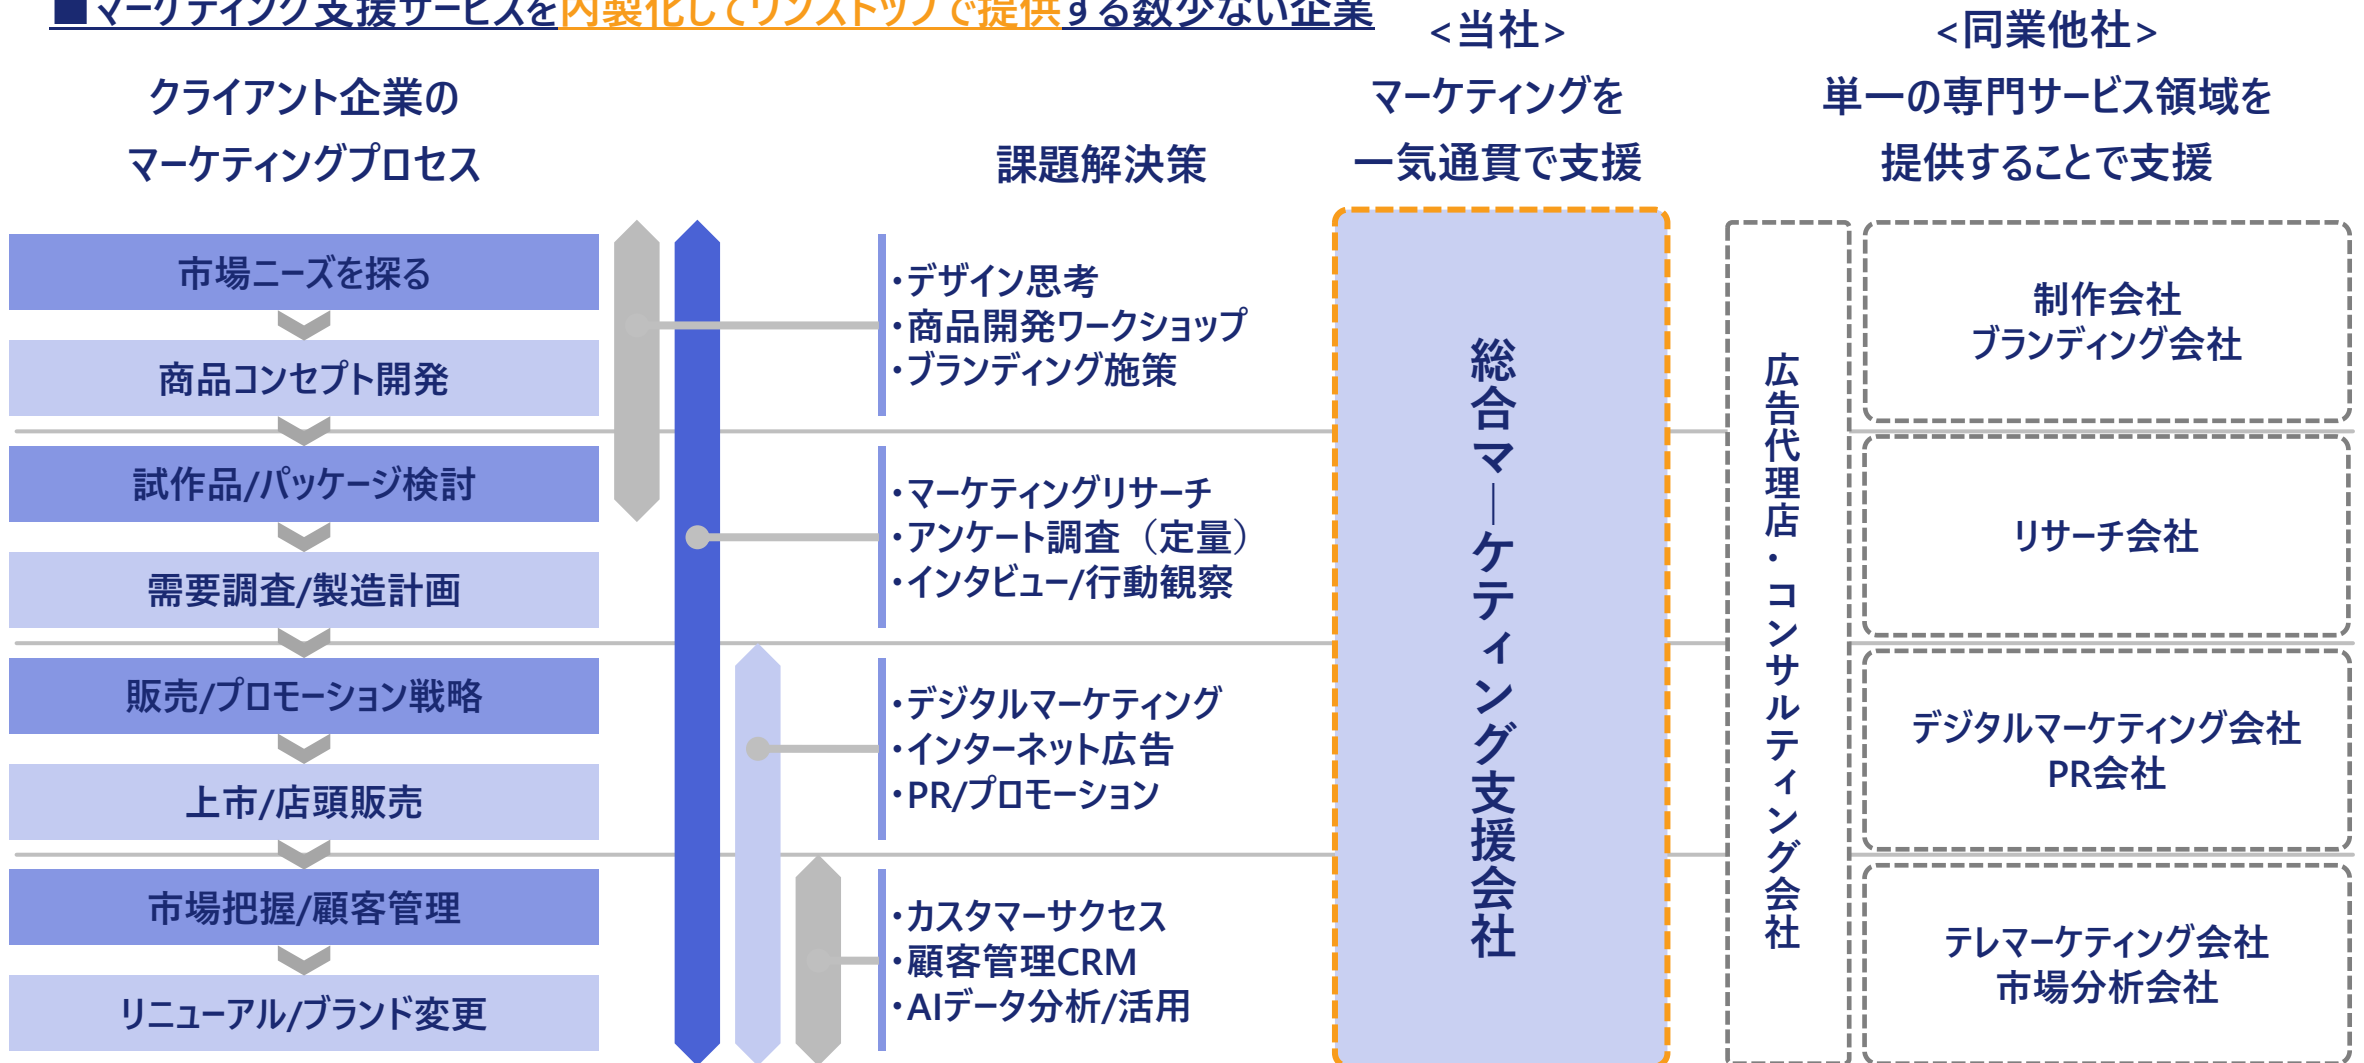 ■マーケティング支援サービスを内製化してワンストップで提供する数少ない企業
クライアント企業の
マーケティングプロセス
課題解決策
<当社>
マーケティングを
一気通貫で支援
<同業他社>
単一の専門サービス領域を
提供することで支援
市場ニーズを探る
商品コンセプト開発
試作品/パッケージ検討
需要調査/製造計画
販売/プロモーション戦略
上市/店頭販売
市場把握/顧客管理
リニューアル/ブランド変更
・デザイン思考
・商品開発ワークショップ
・ブランディング施策
・マーケティングリサーチ
・アンケート調査（定量）
・インタビュー/行動観察
・デジタルマーケティング
・インターネット広告
・PR/プロモーション
・カスタマーサクセス
・顧客管理CRM
・AIデータ分析/活用
総合マーケティング支援会社
広告代理店・コンサルティング会社
制作会社
ブランディング会社
リサーチ会社
デジタルマーケティング会社
PR会社
テレマーケティング会社
市場分析会社